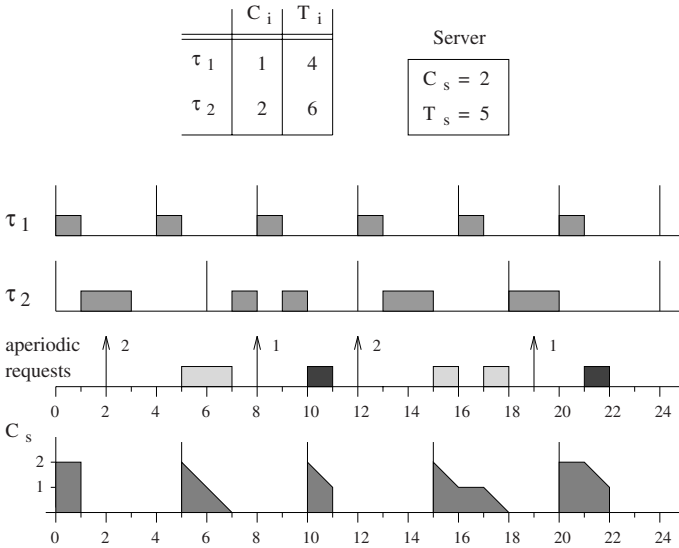 C i T i
τ 1 1 4
τ 2 2 6
Server
C s = 2
T s = 5
τ 1
τ 2
aperiodic
requests
2 1 2 1
0 2 4 6 8 10 12 14 16 18 20 22 24
C s
2
1
0 2 4 6 8 10 12 14 16 18 20 22 24